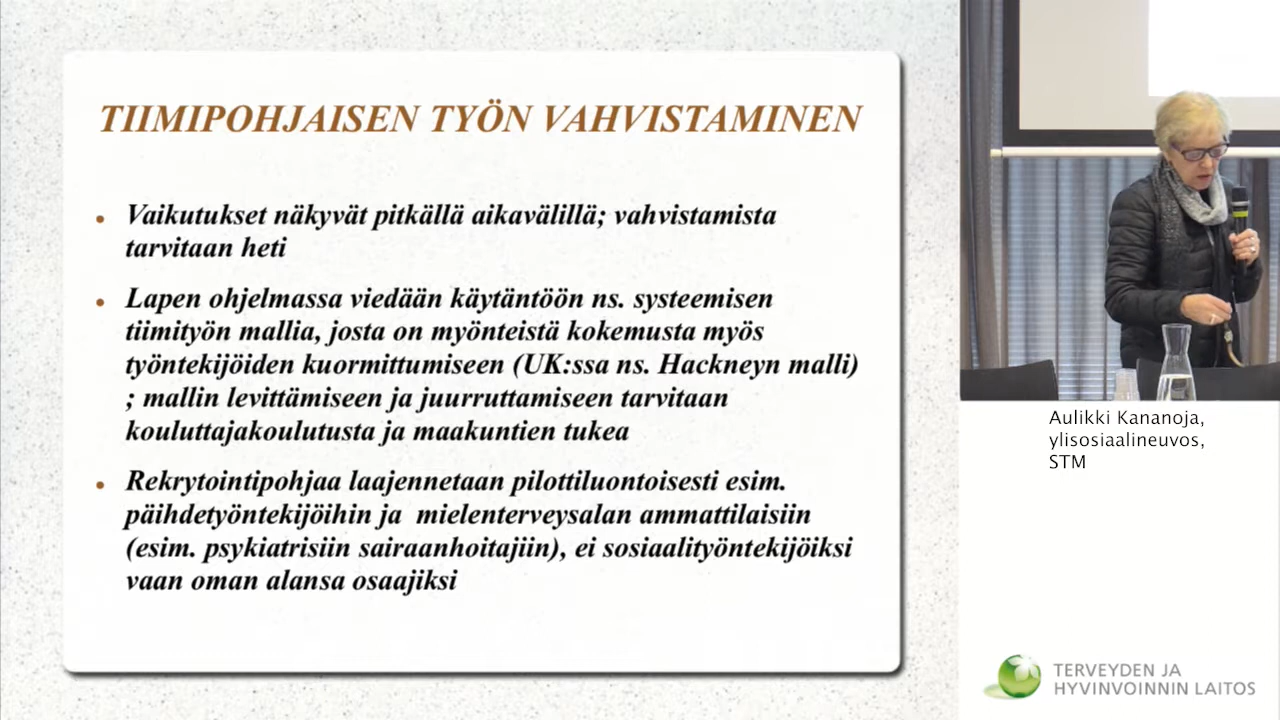 TIIMIPOHJAISEN TYÖN VAHVISTAMINEN
Vaikutukset näkyvät pitkällä aikavälillä; vahvistamista
tarvitaan heti
Lapen ohjelmassa viedään käytäntöön ns. systeemisen
tiimityön mallia, josta on myönteistä kokemusta myös
työntekijöiden kuormittumiseen (UK:ssa ns. Hackneyn malli)
; mallin levittämiseen ja juurruttamiseen tarvitaan
kouluttajakoulutusta ja maakuntien tukea
Rekrytointipohjaa laajennetaan pilottiluontoisesti esim.
päihdetyöntekijöihin ja  mielenterveysalan ammattilaisiin
(esim. psykiatrisiin sairaanhoitajiin), ei sosiaalityöntekijöiksi
vaan oman alansa osaajiksi
Aulikki Kananoja,
ylisosiaalineuvos,
STM
TERVEYDEN JA
HYVINVOINNIN LAITOS